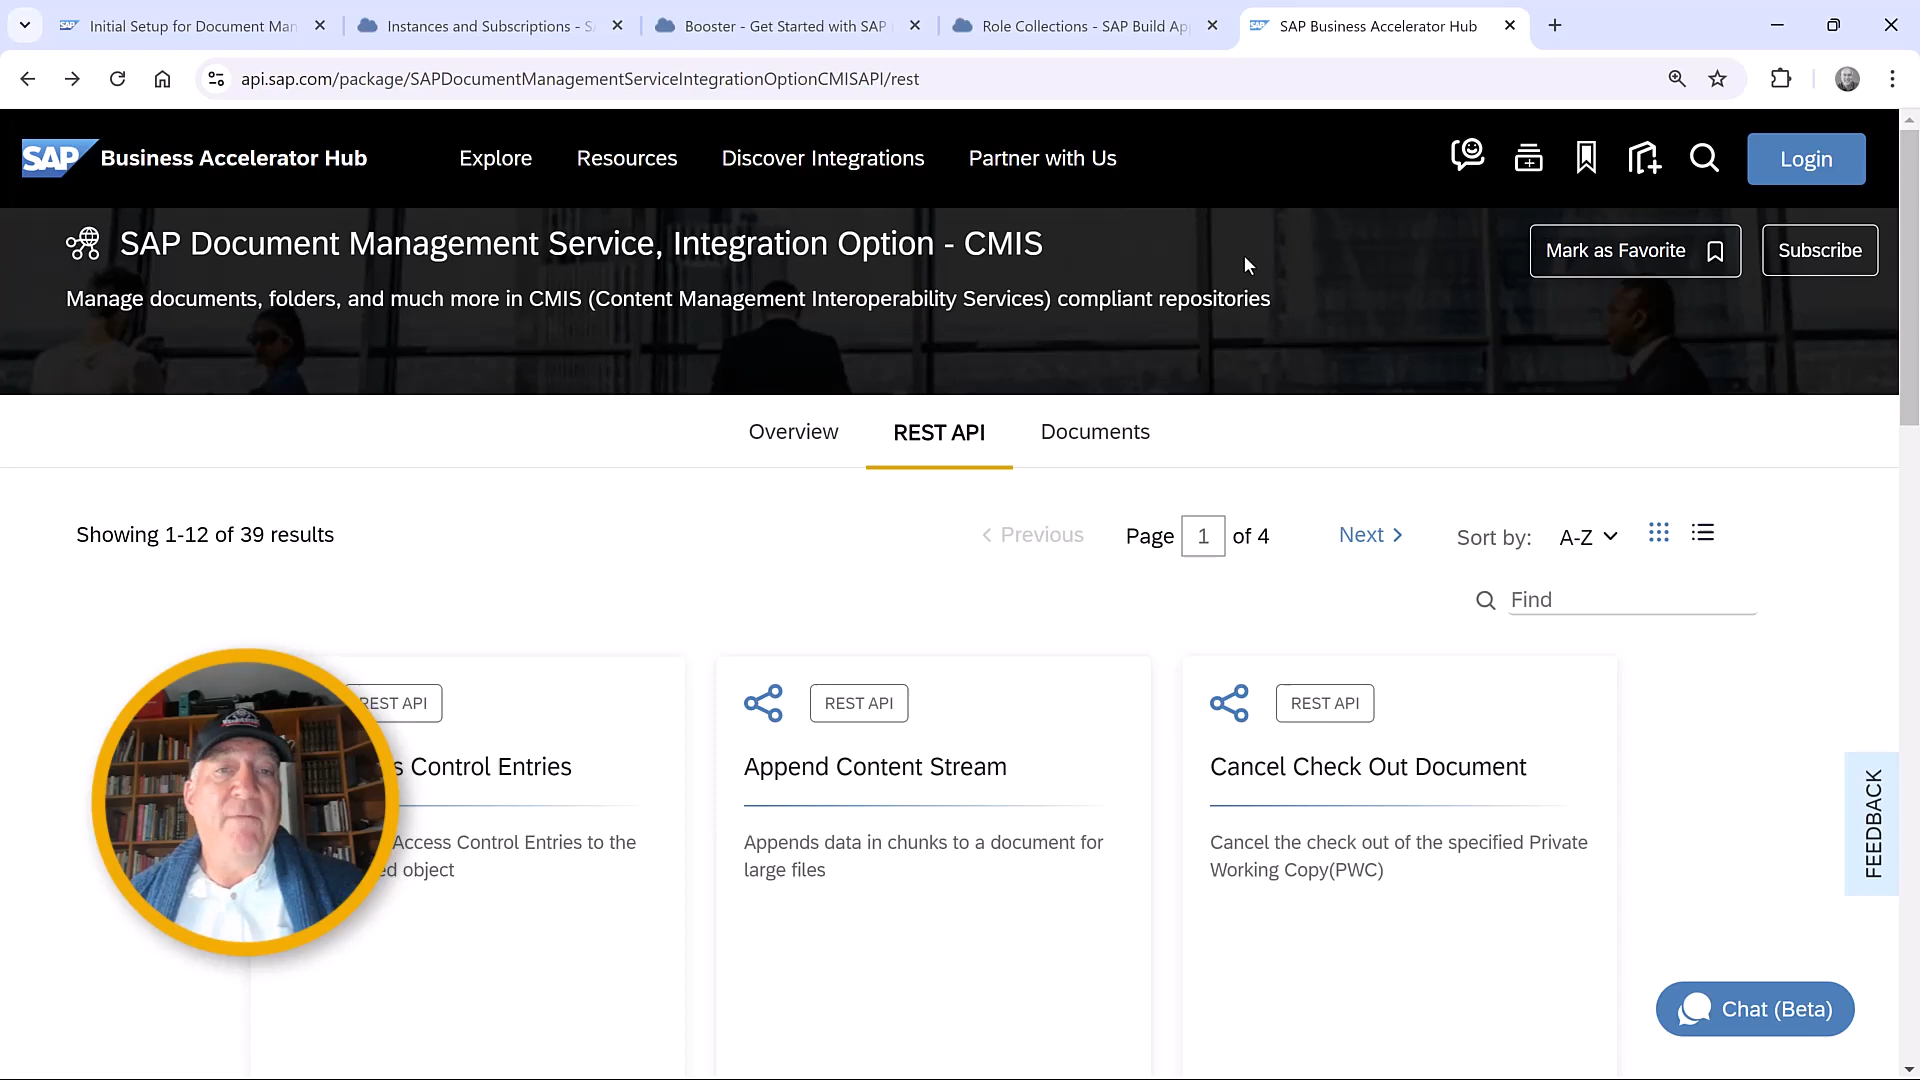 Initial Setup for Document Man
Instances and Subscriptions - SA
Booster - Get Started with SAP
Role Collections - SAP Build Ap
SAP Business Accelerator Hub
api.sap.com/package/SAPDocumentManagementServiceIntegrationOptionCMISAPI/rest
SAP Business Accelerator Hub
Explore
Resources
Discover Integrations
Partner with Us
Login
SAP Document Management Service, Integration Option - CMIS
Mark as Favorite
Subscribe
Manage documents, folders, and much more in CMIS (Content Management Interoperability Services) compliant repositories
Overview
REST API
Documents
Showing 1-12 of 39 results
Previous
Page 1 of 4
Next
Sort by: A-Z
Find
REST API
s Control Entries
Access Control Entries to the
ed object
REST API
Append Content Stream
Appends data in chunks to a document for
large files
REST API
Cancel Check Out Document
Cancel the check out of the specified Private
Working Copy(PWC)
FEEDBACK
Chat (Beta)